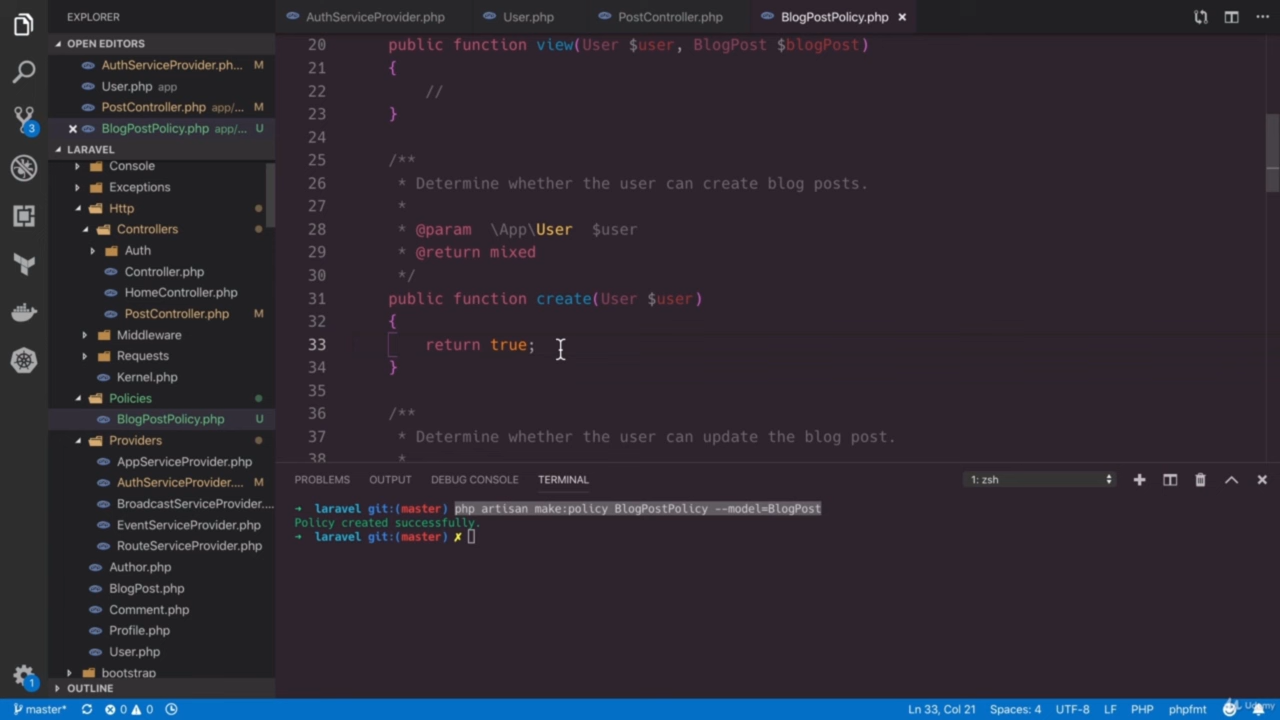 EXPLORER
AuthServiceProvider.php
User.php
PostController.php
BlogPostPolicy.php
OPEN EDITORS
AuthServiceProvider.ph... M
User.php app
PostController.php app/... M
BlogPostPolicy.php app/... U
LARAVEL
Console
Exceptions
Http
Controllers
Auth
Controller.php
HomeController.php
PostController.php M
Middleware
Requests
Kernel.php
Policies
BlogPostPolicy.php U
Providers
AppServiceProvider.php
AuthServiceProvider.... M
BroadcastServiceProvider....
EventServiceProvider.php
RouteServiceProvider.php
Author.php
BlogPost.php
Comment.php
Profile.php
User.php
bootstrap
OUTLINE
3
1
20 public function view(User $user, BlogPost $blogPost)
21 {
22 //
23 }
24
25 /**
26 * Determine whether the user can create blog posts.
27 *
28 * @param \App\User $user
29 * @return mixed
30 */
31 public function create(User $user)
32 {
33 return true;
34 }
35
36 /**
37 * Determine whether the user can update the blog post.
38 *
PROBLEMS OUTPUT DEBUG CONSOLE TERMINAL 1: zsh
➜ laravel git:(master) php artisan make:policy BlogPostPolicy --model=BlogPost
Policy created successfully.
➜ laravel git:(master) ✗
master* 0 0 Ln 33, Col 21 Spaces: 4 UTF-8 LF PHP phpfmt
Udemy